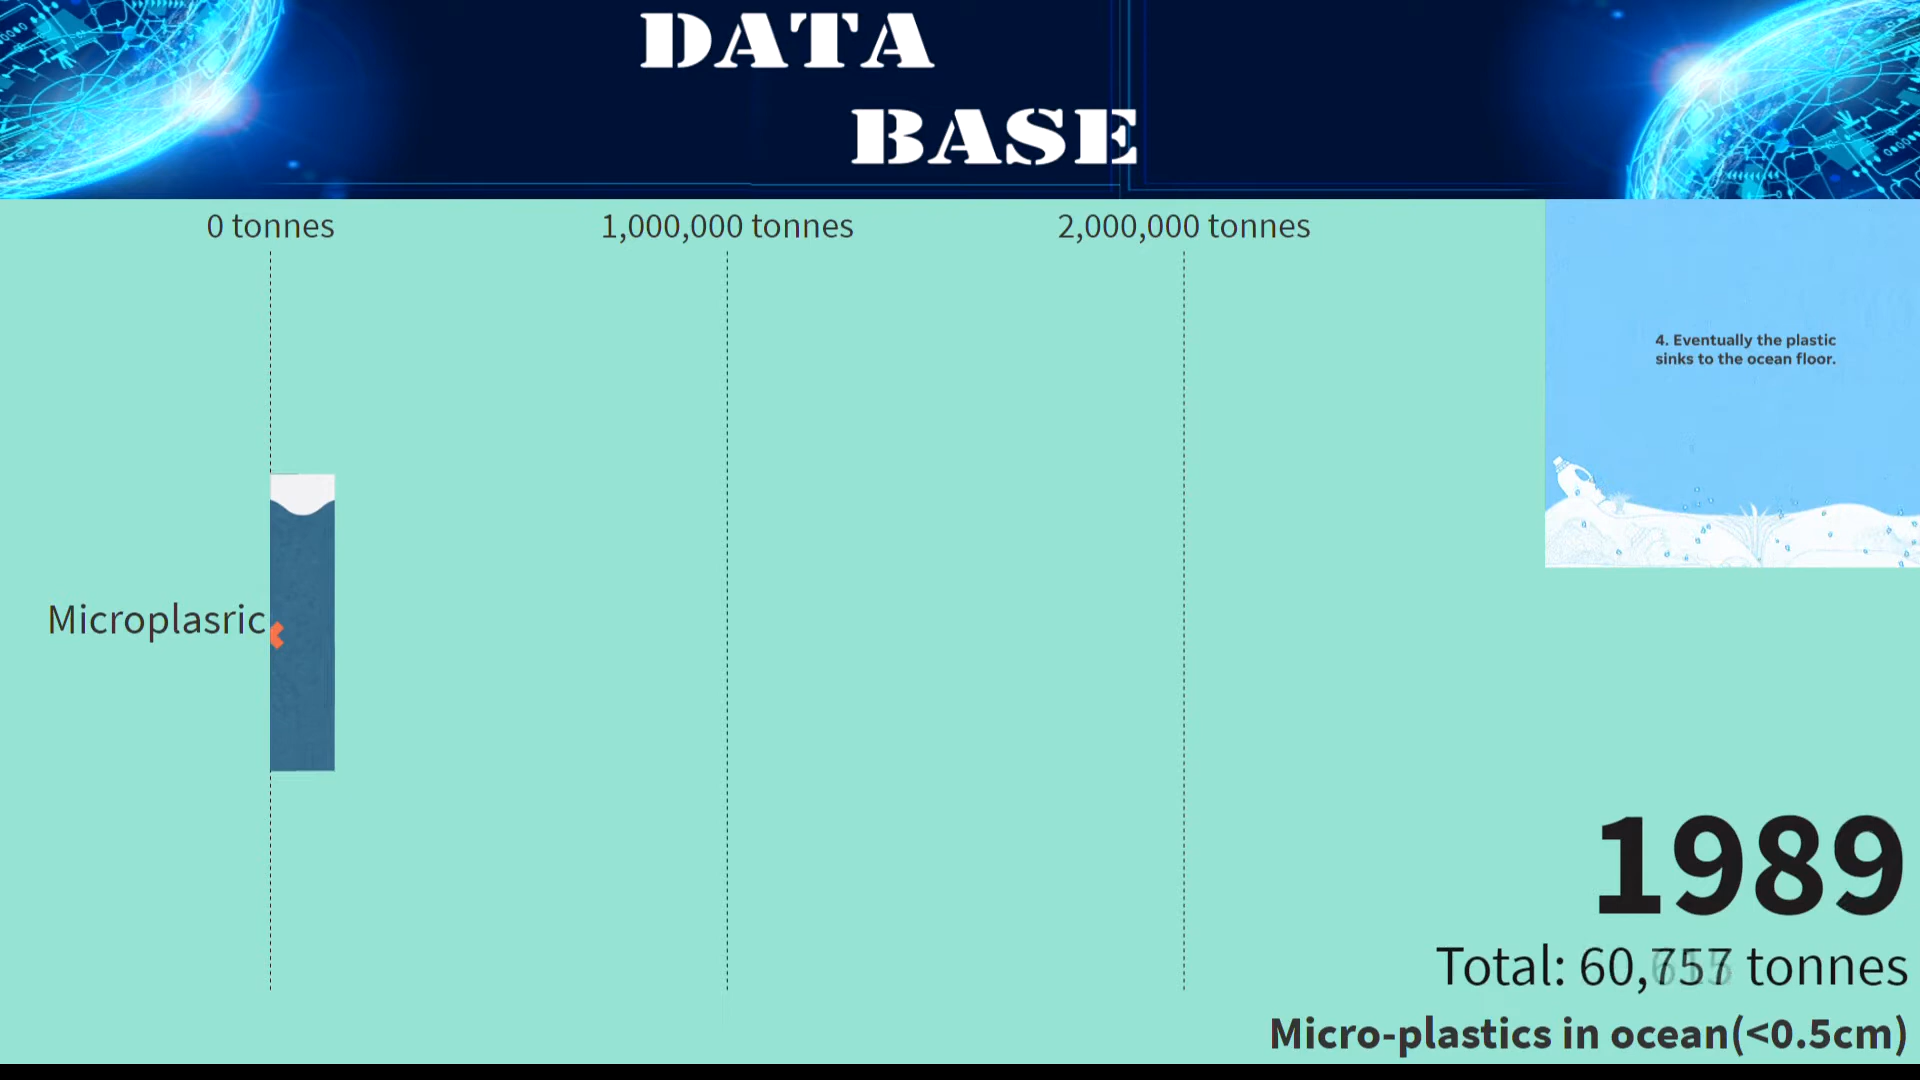 DATA
BASE
0 tonnes
1,000,000 tonnes
2,000,000 tonnes
4. Eventually the plastic
sinks to the ocean floor.
Microplasric
1989
Total: 60,757 tonnes
Micro-plastics in ocean(<0.5cm)